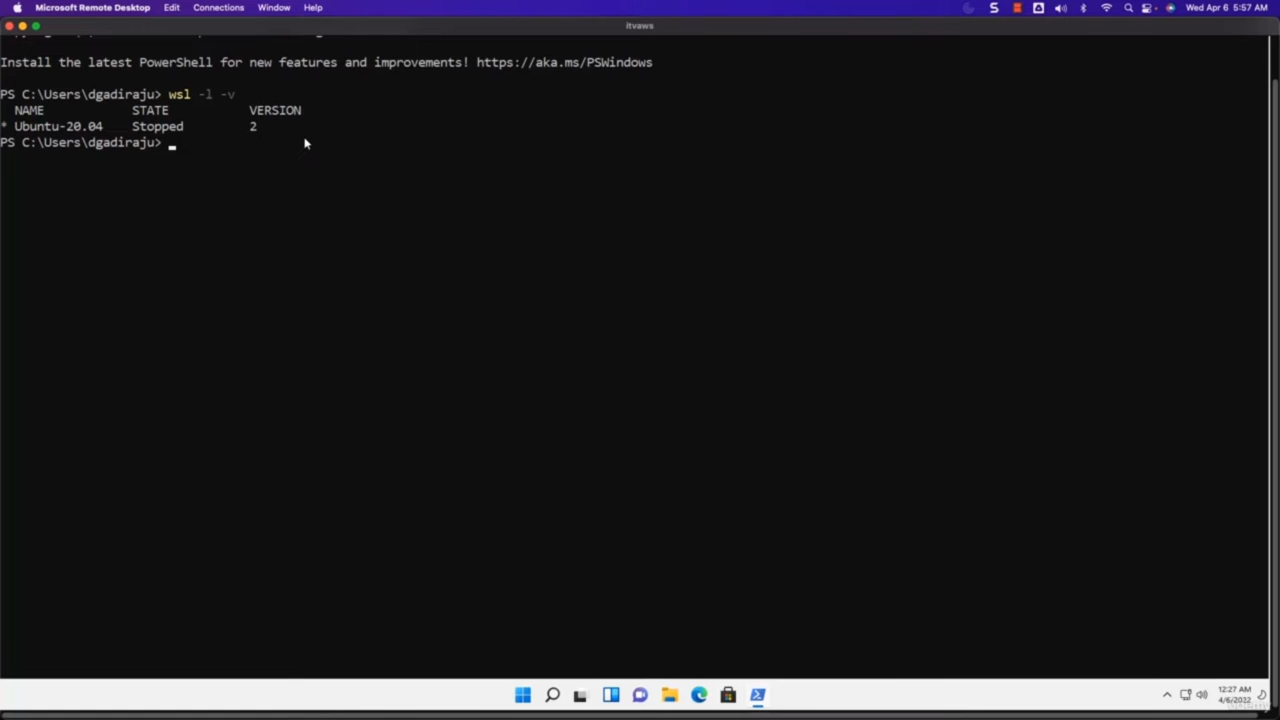 Microsoft Remote Desktop Edit Connections Window Help S Wed Apr 6 5:57 AM
itvaws
Install the latest PowerShell for new features and improvements! https://aka.ms/PSWindows
PS C:\Users\dgadiraju> wsl -l -v
NAME STATE VERSION
* Ubuntu-20.04 Stopped 2
PS C:\Users\dgadiraju>
12:27 AM
4/6/2022